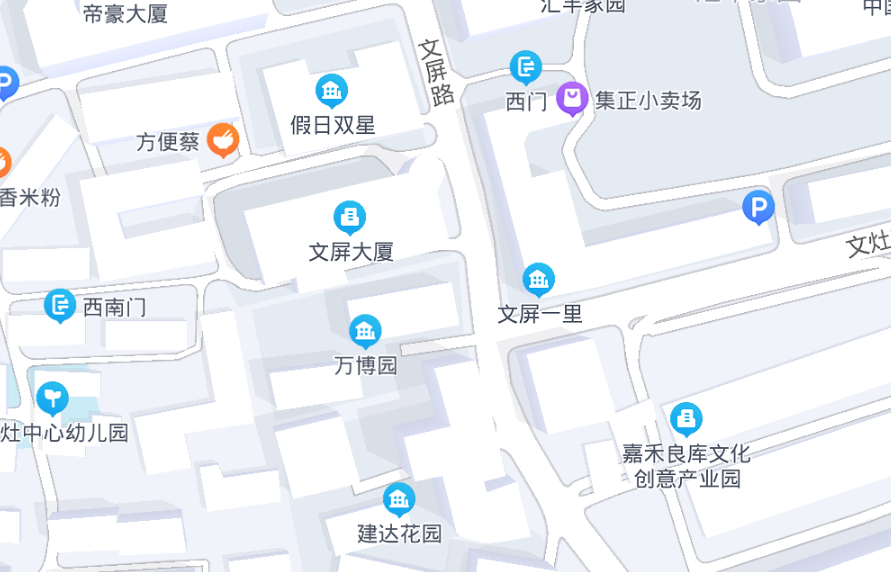 帝豪大厦
汇丰家园
文屏路
P
西门
集正小卖场
假日双星
方便蔡
香米粉
P
文屏大厦
文灶
西南门
文屏一里
万博园
灶中心幼儿园
嘉禾良库文化
创意产业园
建达花园